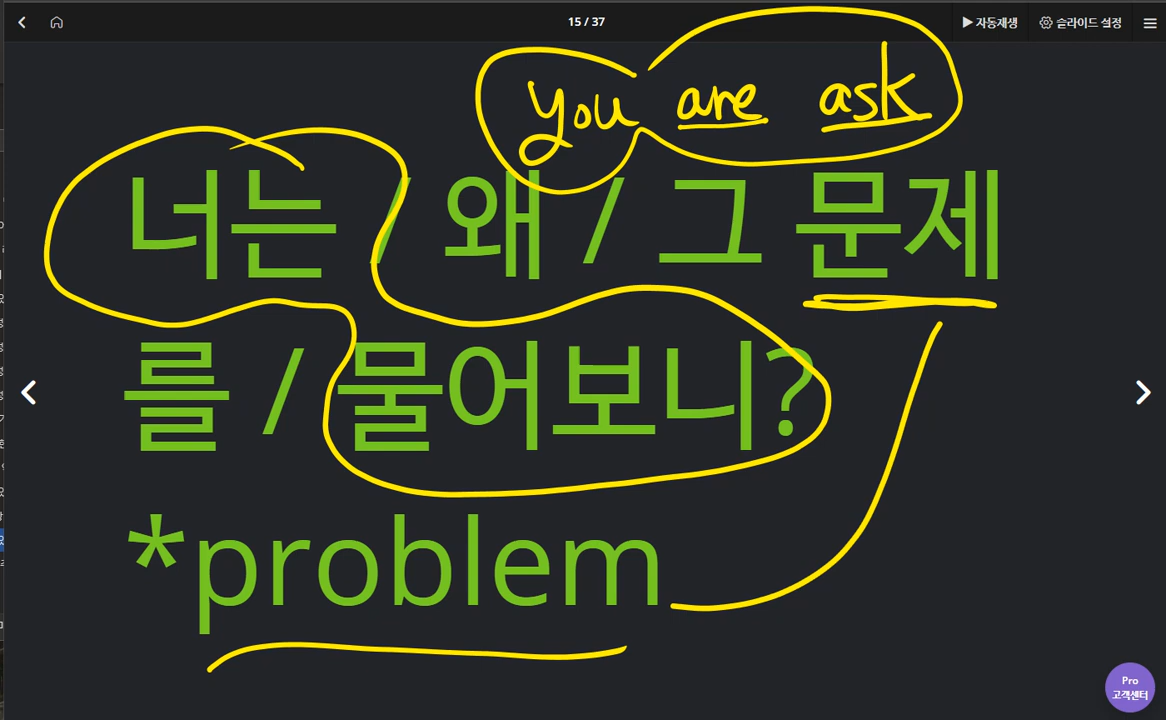 15 / 37
▶ 자동재생
슬라이드 설정
you are ask
너는 / 왜 / 그 문제
를 / 물어보니?
*problem
Pro
고객센터